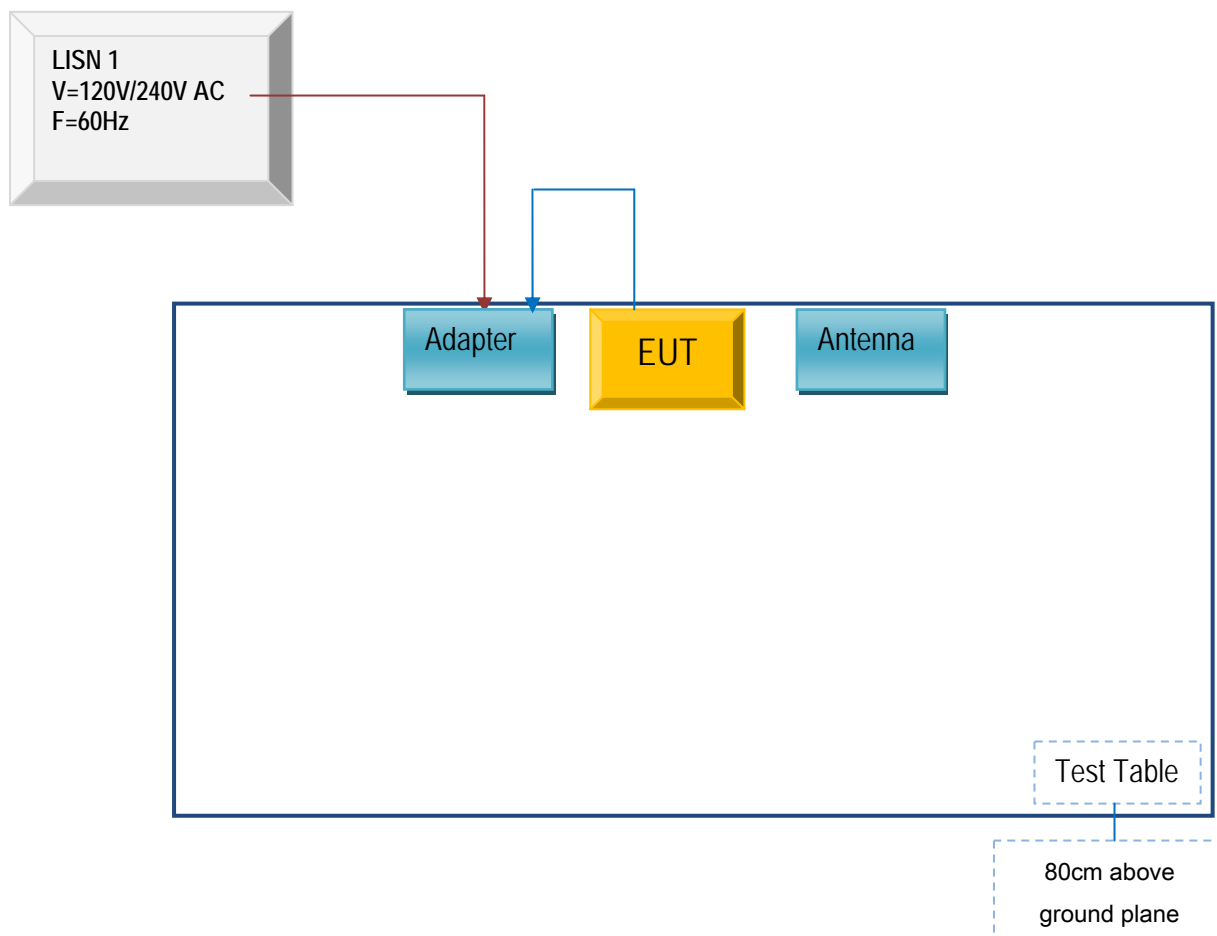 LISN 1
V=120V/240V AC
F=60Hz
Adapter
EUT
Antenna
Test Table
80cm above
ground plane